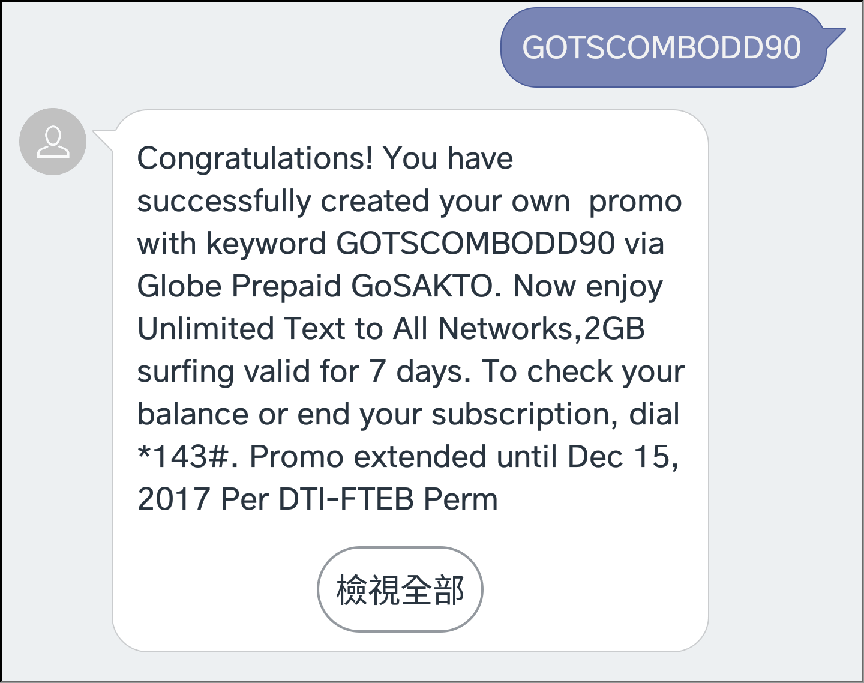 GOTSCOMBODD90
Congratulations! You have
successfully created your own  promo
with keyword GOTSCOMBODD90 via
Globe Prepaid GoSAKTO. Now enjoy
Unlimited Text to All Networks,2GB
surfing valid for 7 days. To check your
balance or end your subscription, dial
*143#. Promo extended until Dec 15,
2017 Per DTI-FTEB Perm
檢視全部